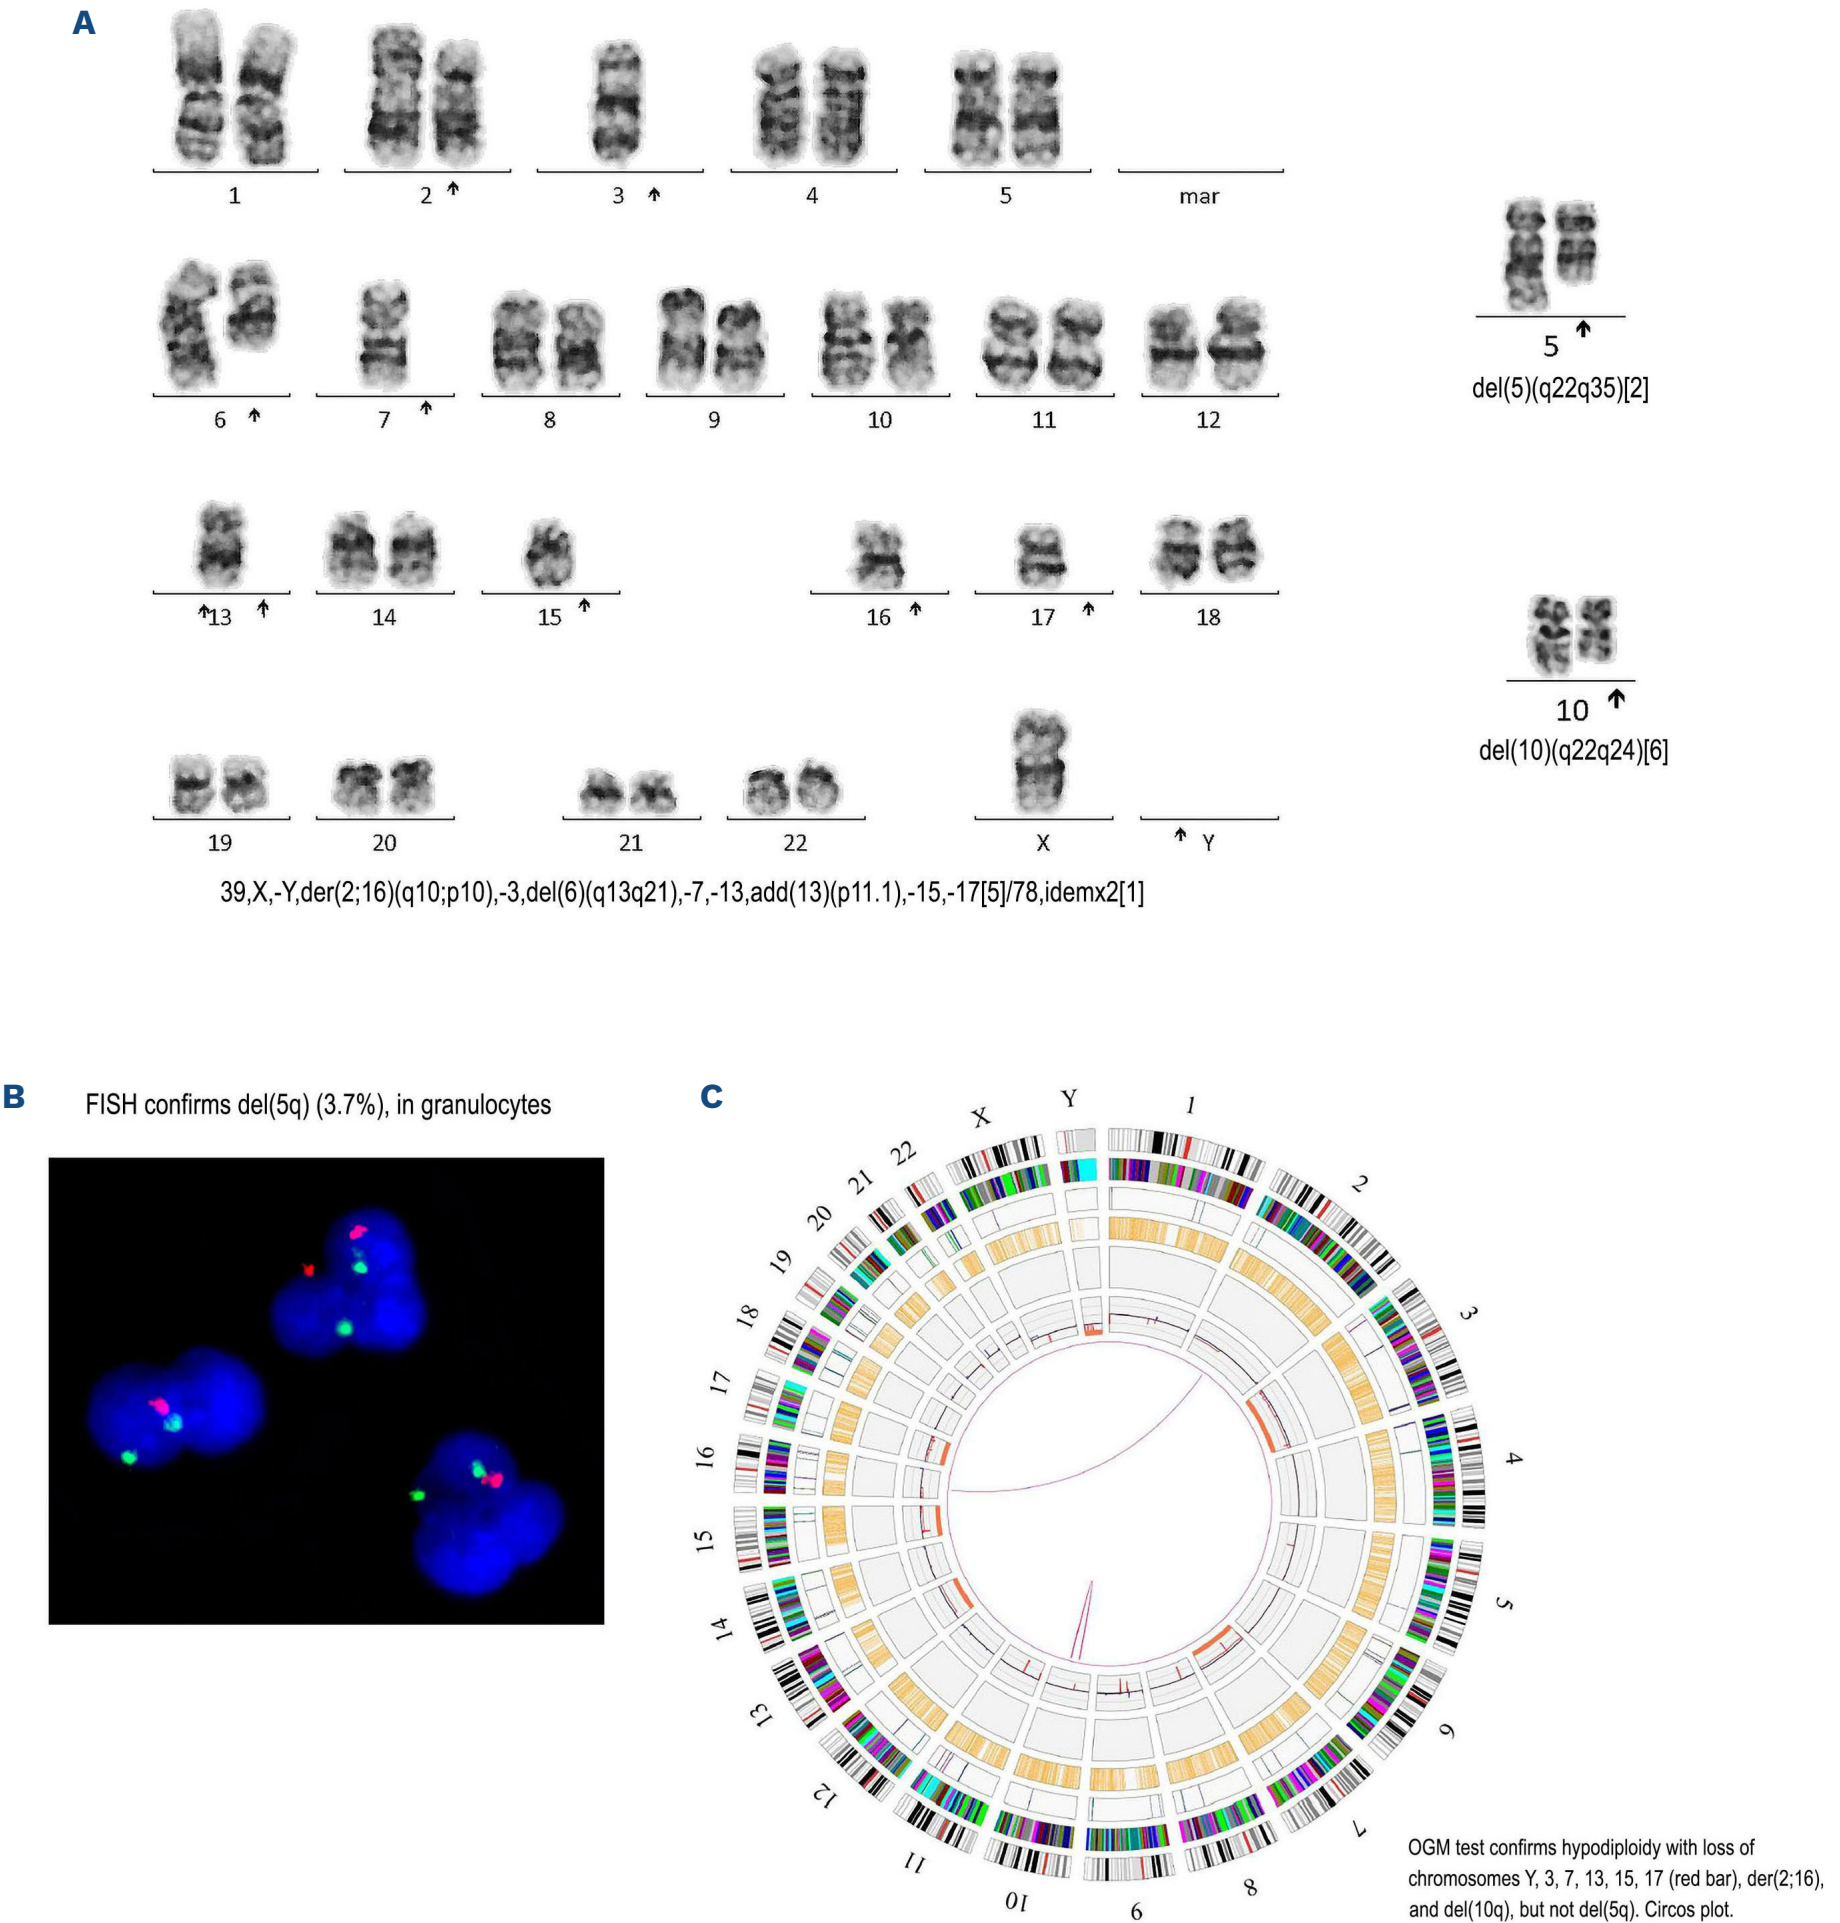 A
1 2 3 4 5 mar
6 7 8 9 10 11 12
13 14 15 16 17 18
19 20 21 22 X Y
39,X,-Y,der(2;16)(q10;p10),-3,del(6)(q13q21),-7,-13,add(13)(p11.1),-15,-17[5]/78,idemx2[1]
5
del(5)(q22q35)[2]
10
del(10)(q22q24)[6]
B
FISH confirms del(5q) (3.7%), in granulocytes
C
1
2
3
4
5
6
7
8
9
10
11
12
13
14
15
16
17
18
19
20
21
22
X
Y
OGM test confirms hypodiploidy with loss of
chromosomes Y, 3, 7, 13, 15, 17 (red bar), der(2;16),
and del(10q), but not del(5q). Circos plot.